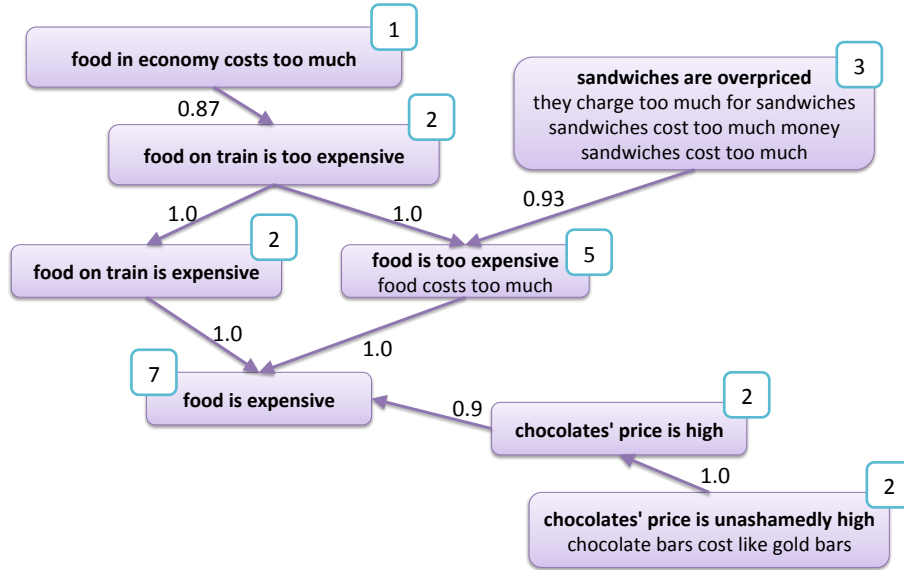 1
food in economy costs too much
3
sandwiches are overpriced
they charge too much for sandwiches
sandwiches cost too much money
sandwiches cost too much
0.87
2
food on train is too expensive
1.0
1.0
0.93
2
food on train is expensive
5
food is too expensive
food costs too much
1.0
1.0
7
food is expensive
0.9
2
chocolates' price is high
1.0
2
chocolates' price is unashamedly high
chocolate bars cost like gold bars